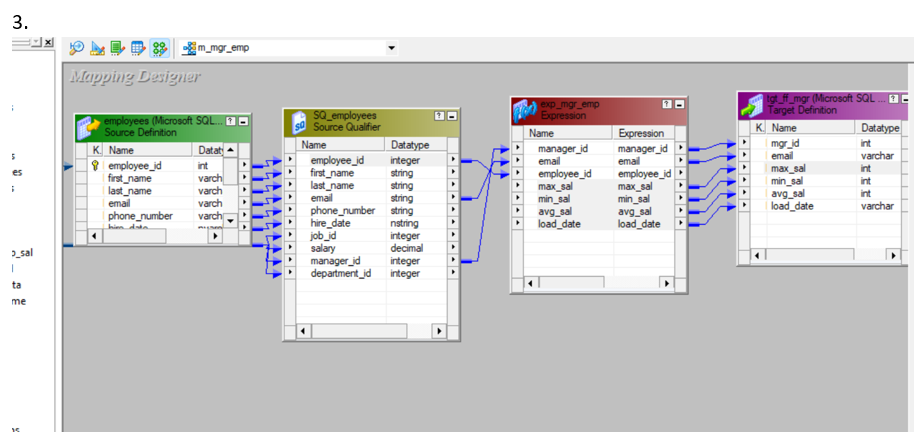 3.
m_mgr_emp
Mapping Designer
employees (Microsoft SQL ...
Source Definition
K. Name Dataty
employee_id int
first_name varch
last_name varch
email varch
phone_number varch
hire_date
SQ_employees
Source Qualifier
Name Datatype
employee_id integer
first_name string
last_name string
email string
phone_number string
hire_date nstring
job_id integer
salary decimal
manager_id integer
department_id integer
exp_mgr_emp
Expression
Name Expression
manager_id manager_id
email email
employee_id employee_id
max_sal max_sal
min_sal min_sal
avg_sal avg_sal
load_date load_date
tgt_ff_mgr (Microsoft SQL ...
Target Definition
K. Name Datatype
mgr_id int
email varchar
max_sal int
min_sal int
avg_sal int
load_date varchar
s
es
s
o_sal
ta
me